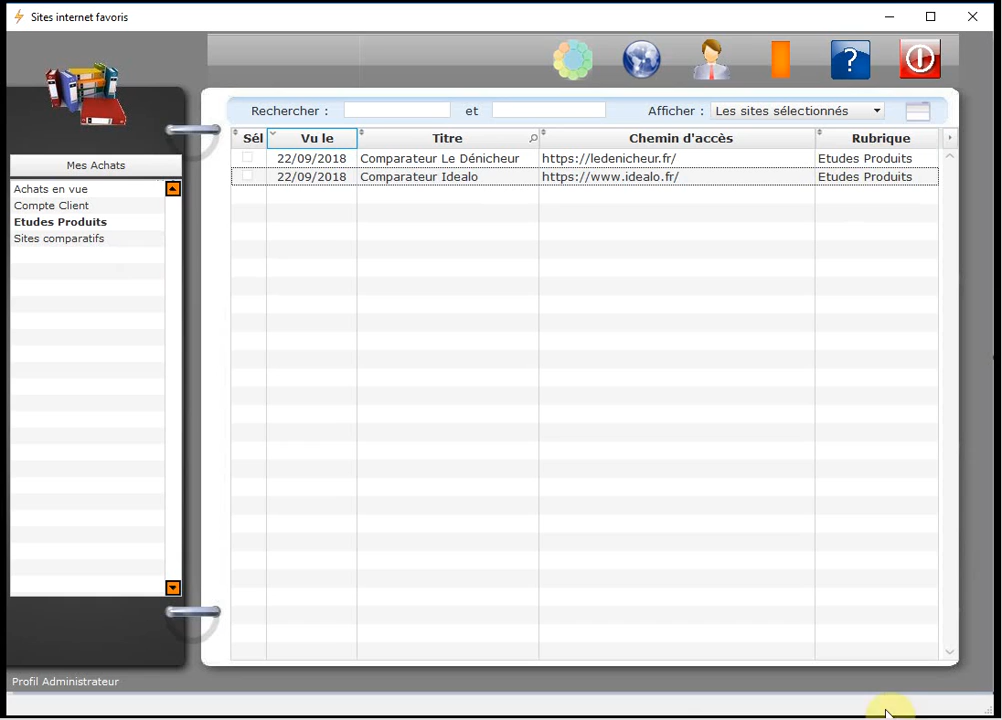 Sites internet favoris
?
Rechercher :
et
Afficher : Les sites sélectionnés
Sél Vu le Titre Chemin d'accès Rubrique
22/09/2018 Comparateur Le Dénicheur https://ledenicheur.fr/ Etudes Produits
22/09/2018 Comparateur Idealo https://www.idealo.fr/ Etudes Produits
Mes Achats
Achats en vue
Compte Client
Etudes Produits
Sites comparatifs
Profil Administrateur